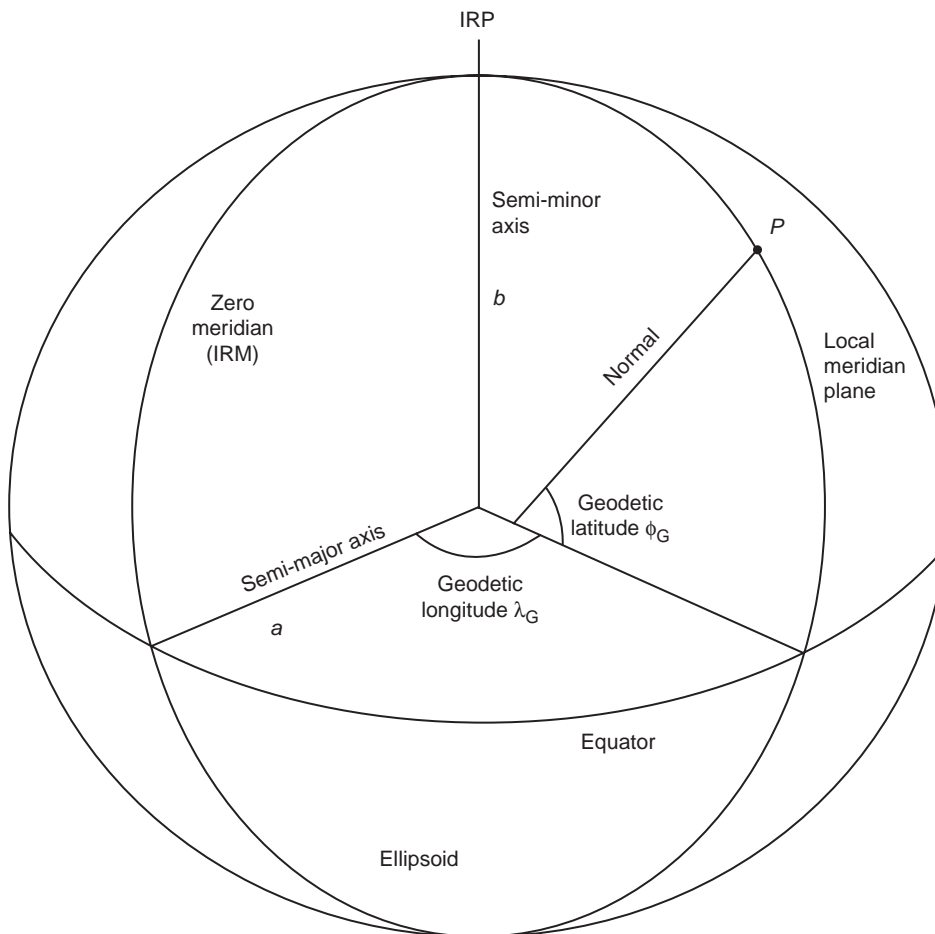 IRP
Semi-minor
axis
P
Zero
meridian
(IRM)
b
Normal
Local
meridian
plane
Geodetic
latitude ϕG
Semi-major axis
Geodetic
longitude λG
a
Equator
Ellipsoid